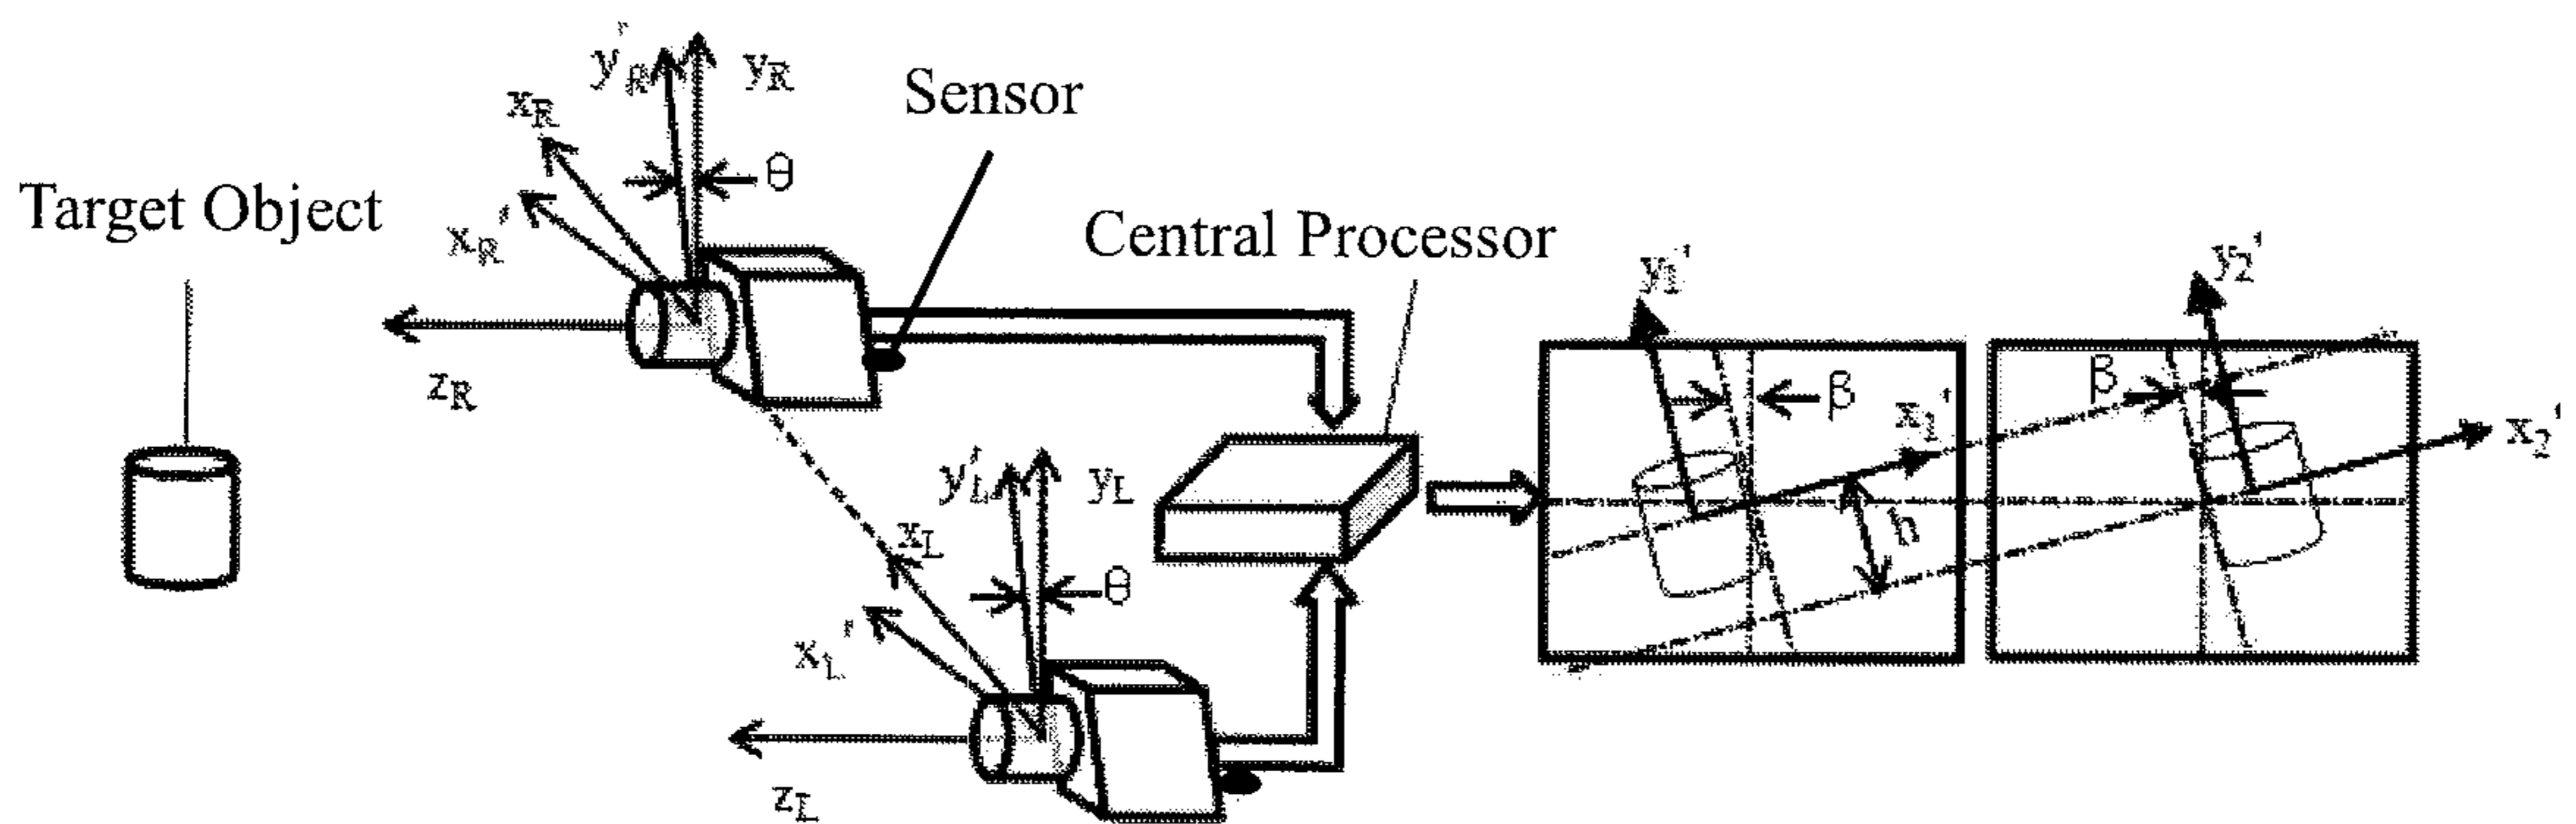 y'R
yR
Sensor
xR
θ
Target Object
xR'
Central Processor
zR
y1'
y2'
β
β
x1'
x2'
h
y'L
yL
xL
θ
xL'
zL